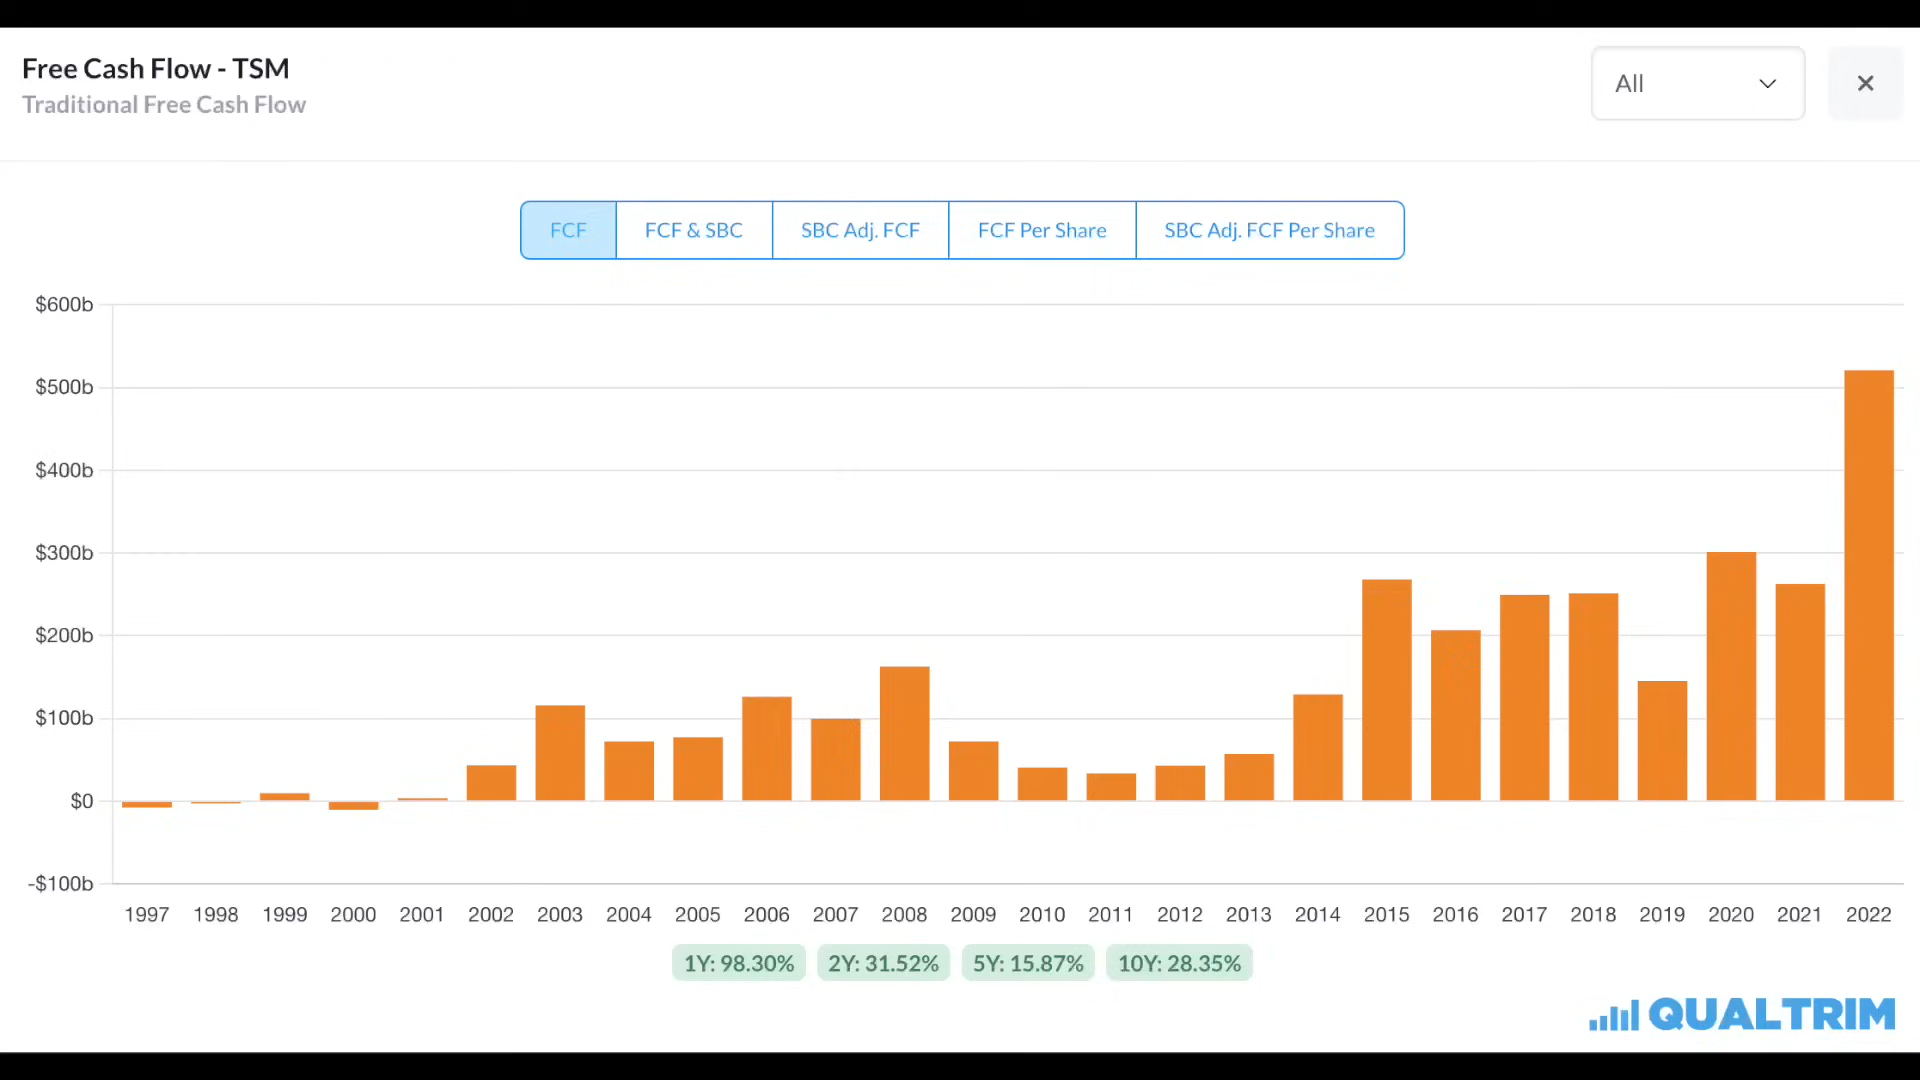 Free Cash Flow - TSM
Traditional Free Cash Flow
All
FCF FCF & SBC SBC Adj. FCF FCF Per Share SBC Adj. FCF Per Share
$600b
$500b
$400b
$300b
$200b
$100b
$0
-$100b
1997 1998 1999 2000 2001 2002 2003 2004 2005 2006 2007 2008 2009 2010 2011 2012 2013 2014 2015 2016 2017 2018 2019 2020 2021 2022
1Y: 98.30% 2Y: 31.52% 5Y: 15.87% 10Y: 28.35%
QUALTRIM